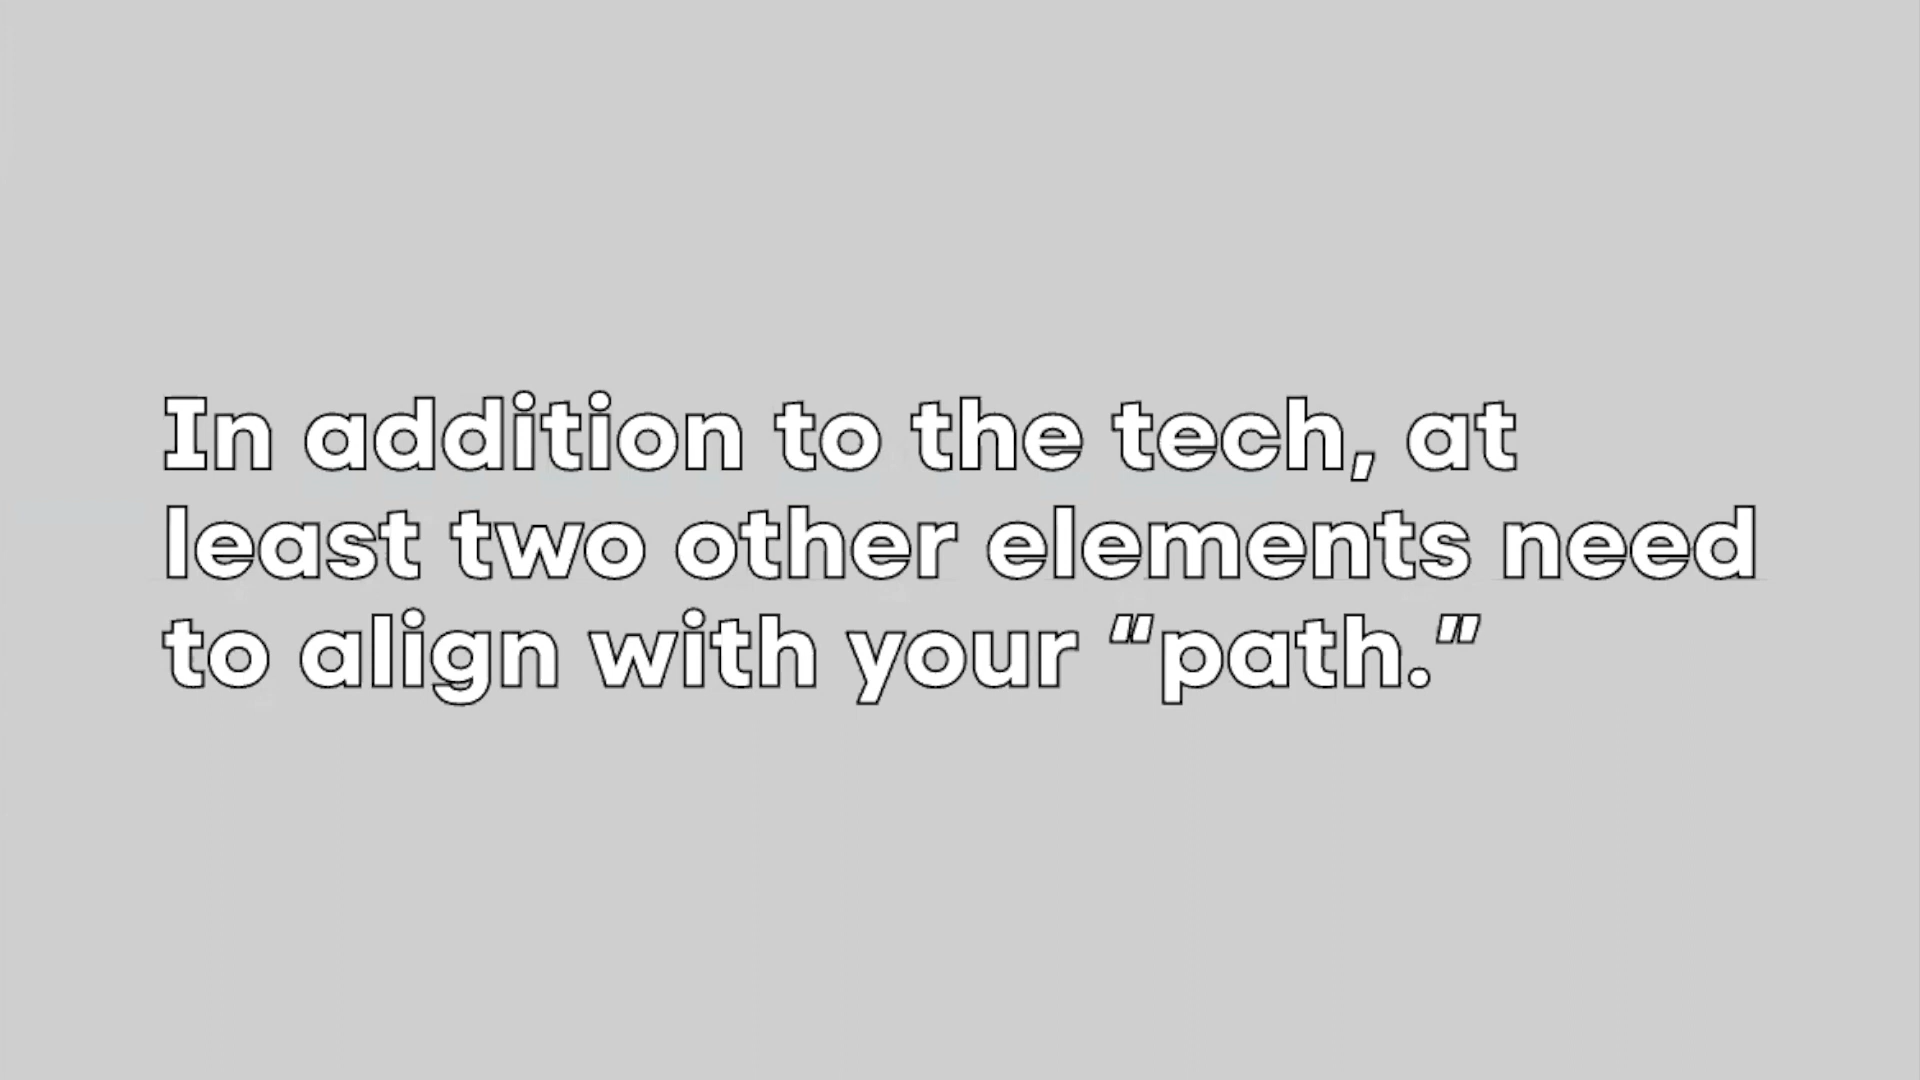 In addition to the tech, at
least two other elements need
to align with your “path.”